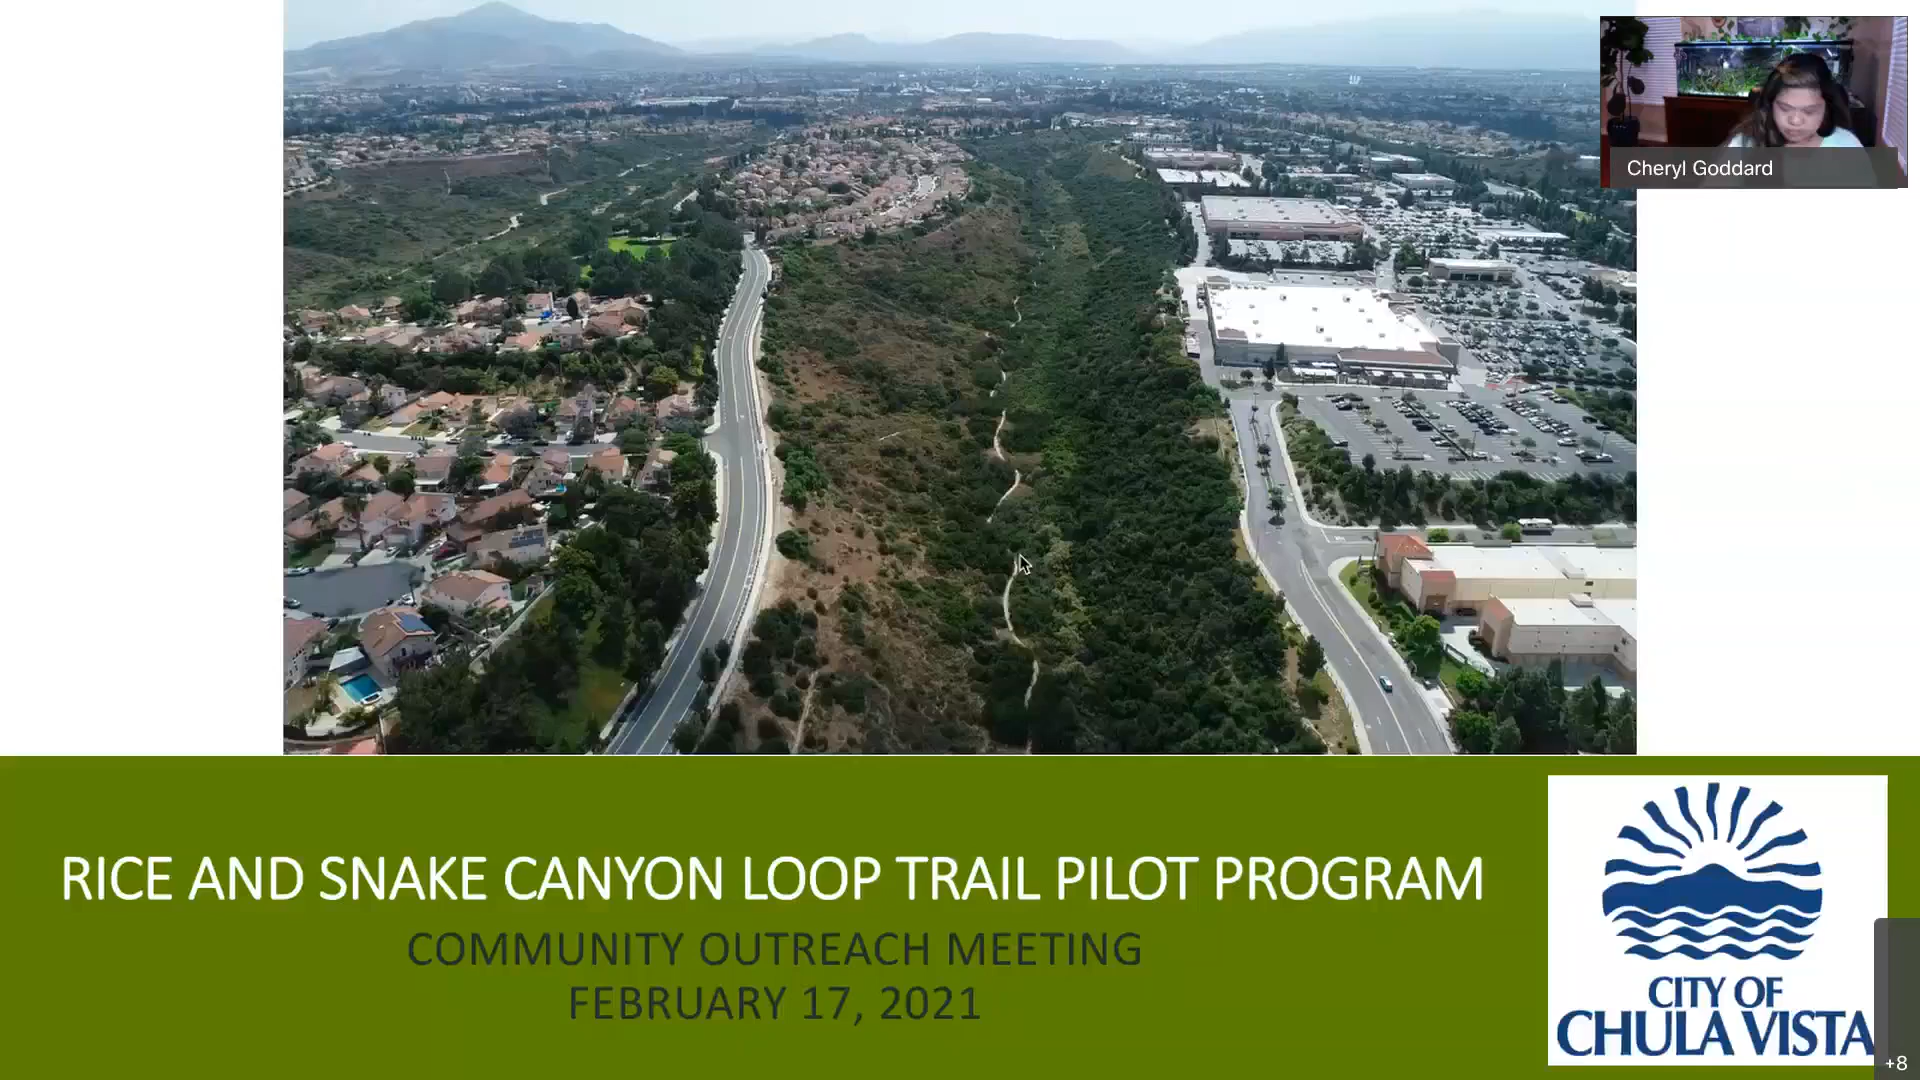 Cheryl Goddard
RICE AND SNAKE CANYON LOOP TRAIL PILOT PROGRAM
COMMUNITY OUTREACH MEETING
FEBRUARY 17, 2021
CITY OF
CHULA VISTA
+8